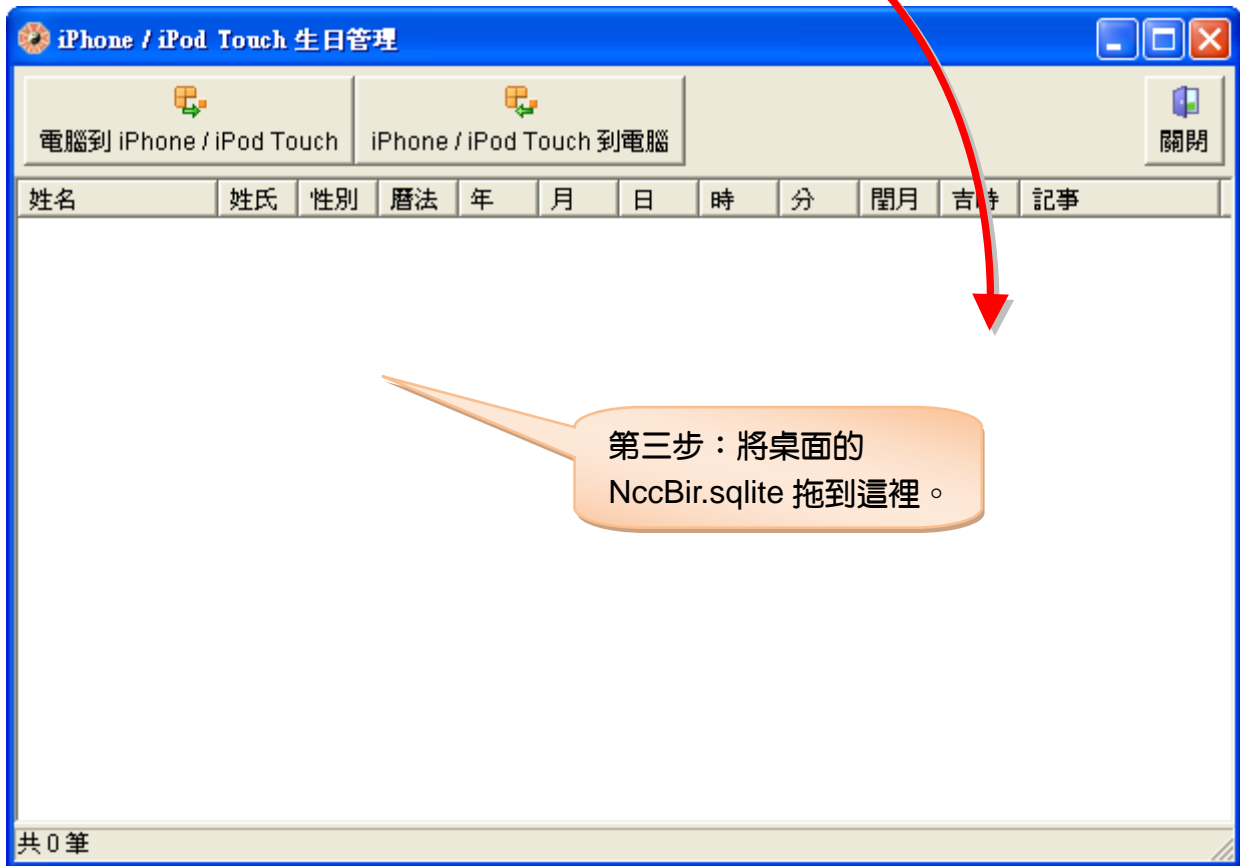 iPhone / iPod Touch 生日管理
電腦到 iPhone / iPod Touch
iPhone / iPod Touch 到電腦
關閉
姓名 姓氏 性別 曆法 年 月 日 時 分 閏月 吉時 記事
第三步：將桌面的
NccBir.sqlite 拖到這裡。
共 0 筆